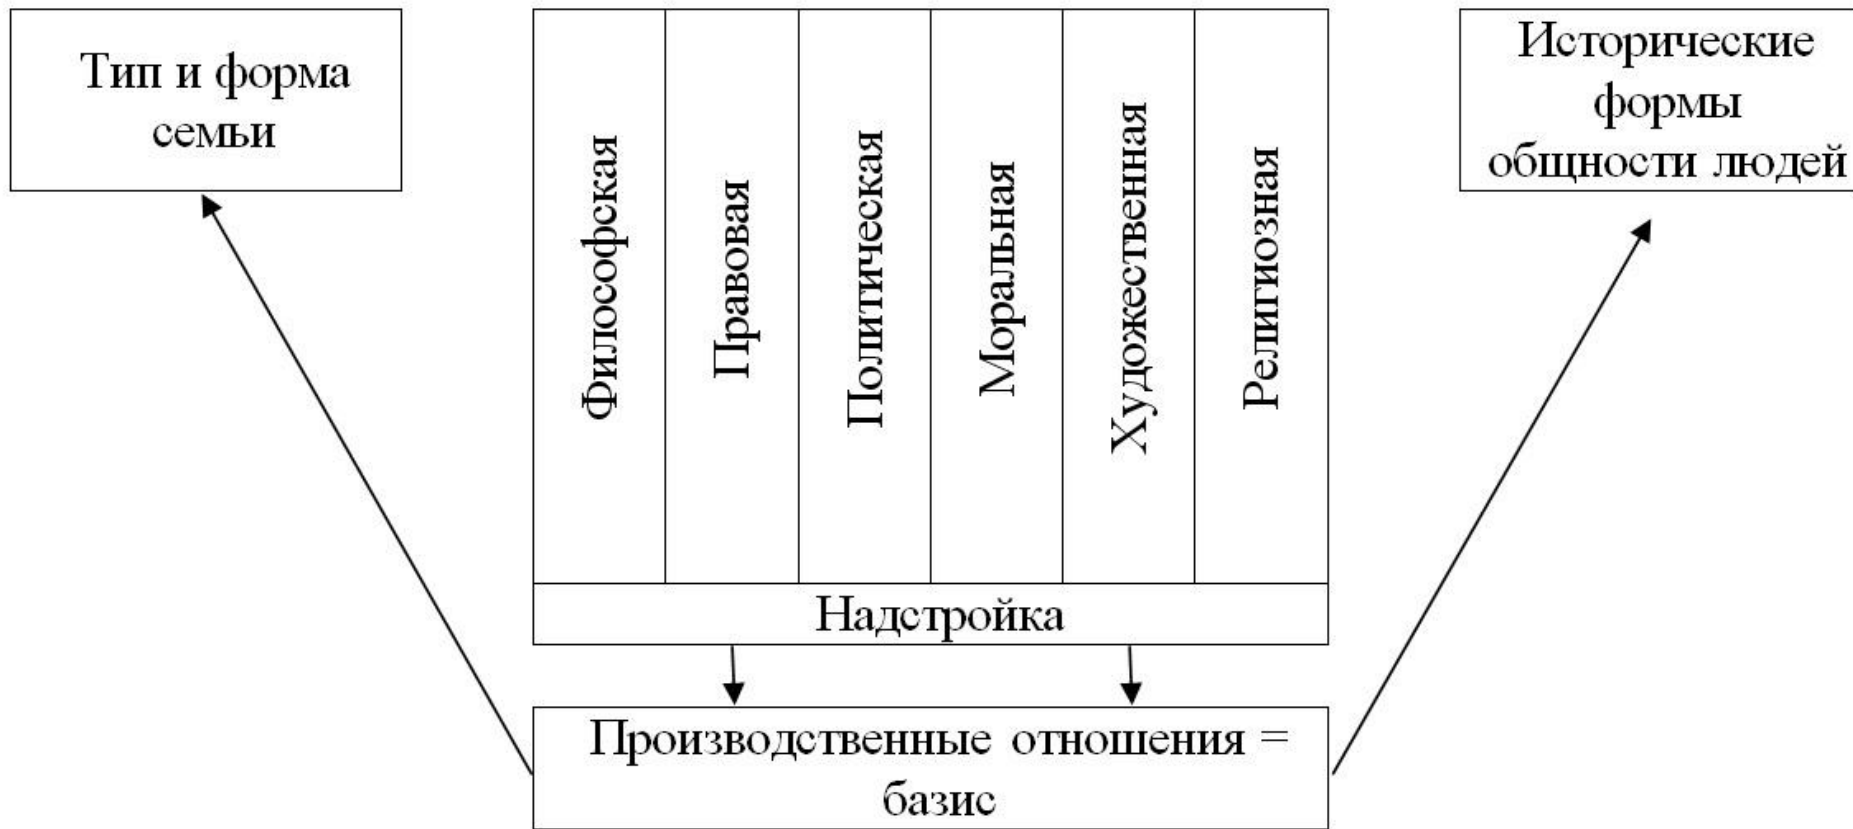 Тип и форма
семьи
Философская
Правовая
Политическая
Моральная
Художественная
Религиозная
Надстройка
Исторические
формы
общности людей
Производственные отношения =
базис